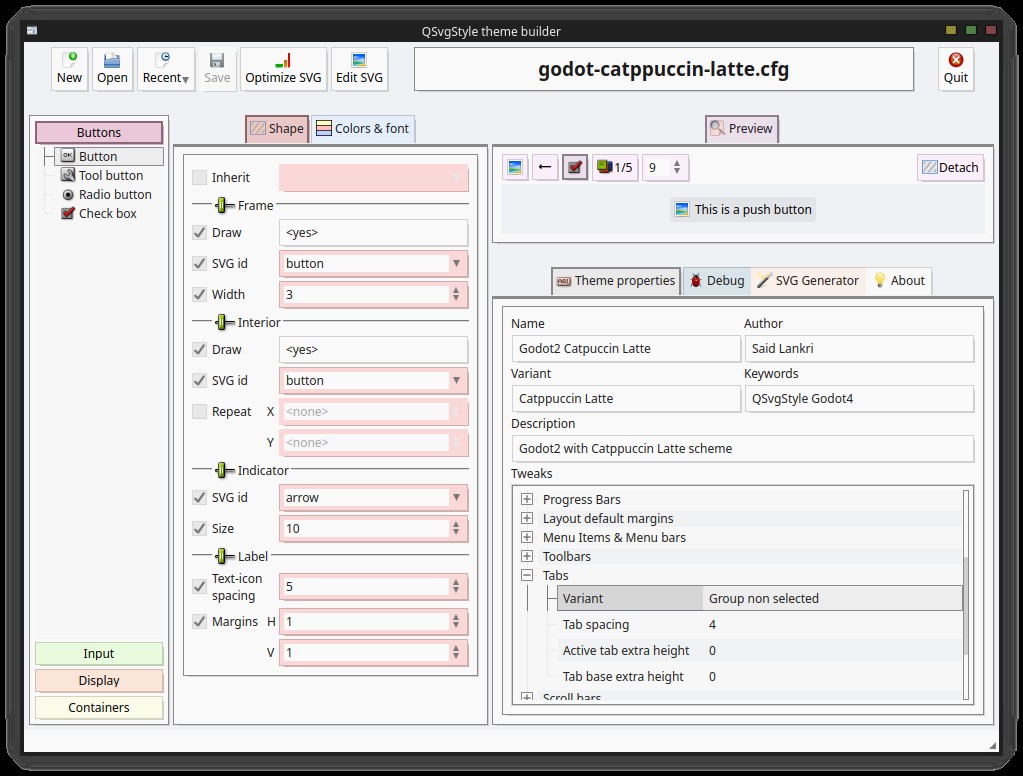 QSvgStyle theme builder
New Open Recent Save Optimize SVG Edit SVG
godot-catppuccin-latte.cfg
Quit
Buttons
Button
Tool button
Radio button
Check box
Input
Display
Containers
Shape Colors & font
Inherit
Frame
Draw <yes>
SVG id button
Width 3
Interior
Draw <yes>
SVG id button
Repeat X <none>
Y <none>
Indicator
SVG id arrow
Size 10
Label
Text-icon
spacing 5
Margins H 1
V 1
Preview
1/5 9 Detach
This is a push button
Theme properties Debug SVG Generator About
Name Author
Godot2 Catpuccin Latte Said Lankri
Variant Keywords
Catppuccin Latte QSvgStyle Godot4
Description
Godot2 with Catppuccin Latte scheme
Tweaks
Progress Bars
Layout default margins
Menu Items & Menu bars
Toolbars
Tabs
Variant Group non selected
Tab spacing 4
Active tab extra height 0
Tab base extra height 0
Scroll bars